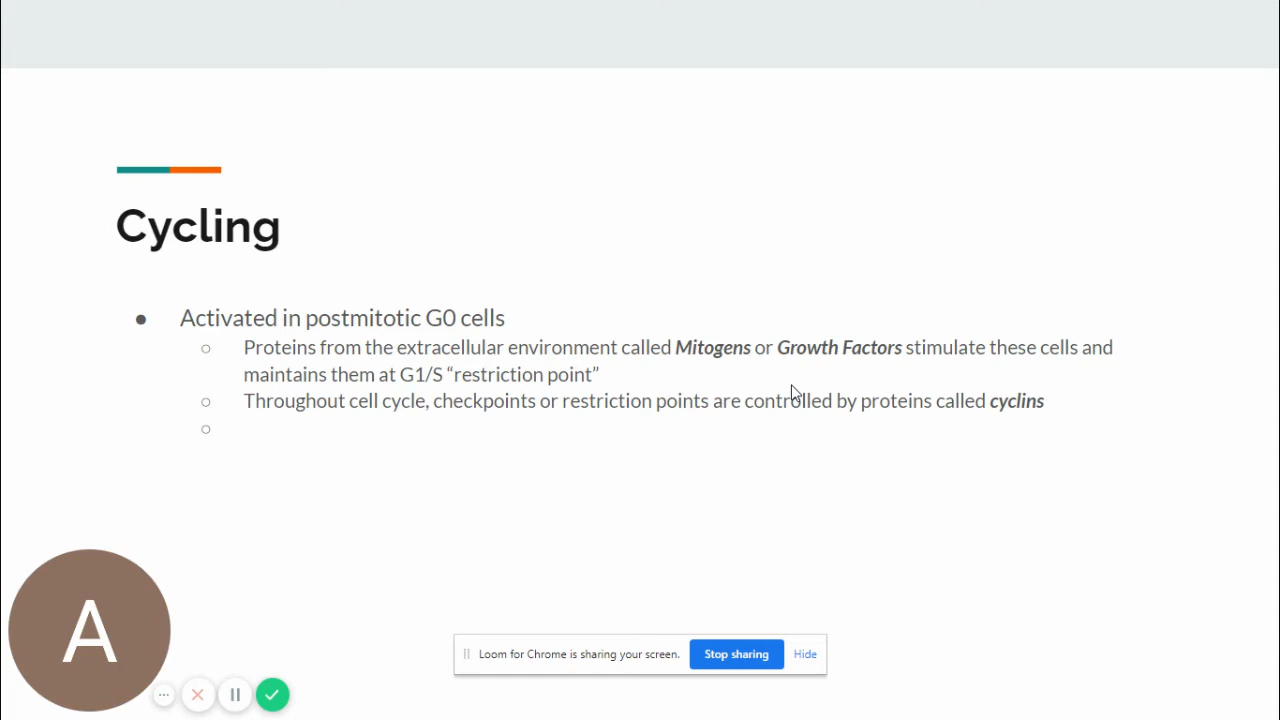 Cycling
● Activated in postmitotic G0 cells
○ Proteins from the extracellular environment called Mitogens or Growth Factors stimulate these cells and
maintains them at G1/S “restriction point”
○ Throughout cell cycle, checkpoints or restriction points are controlled by proteins called cyclins
○
A
Loom for Chrome is sharing your screen. Stop sharing Hide